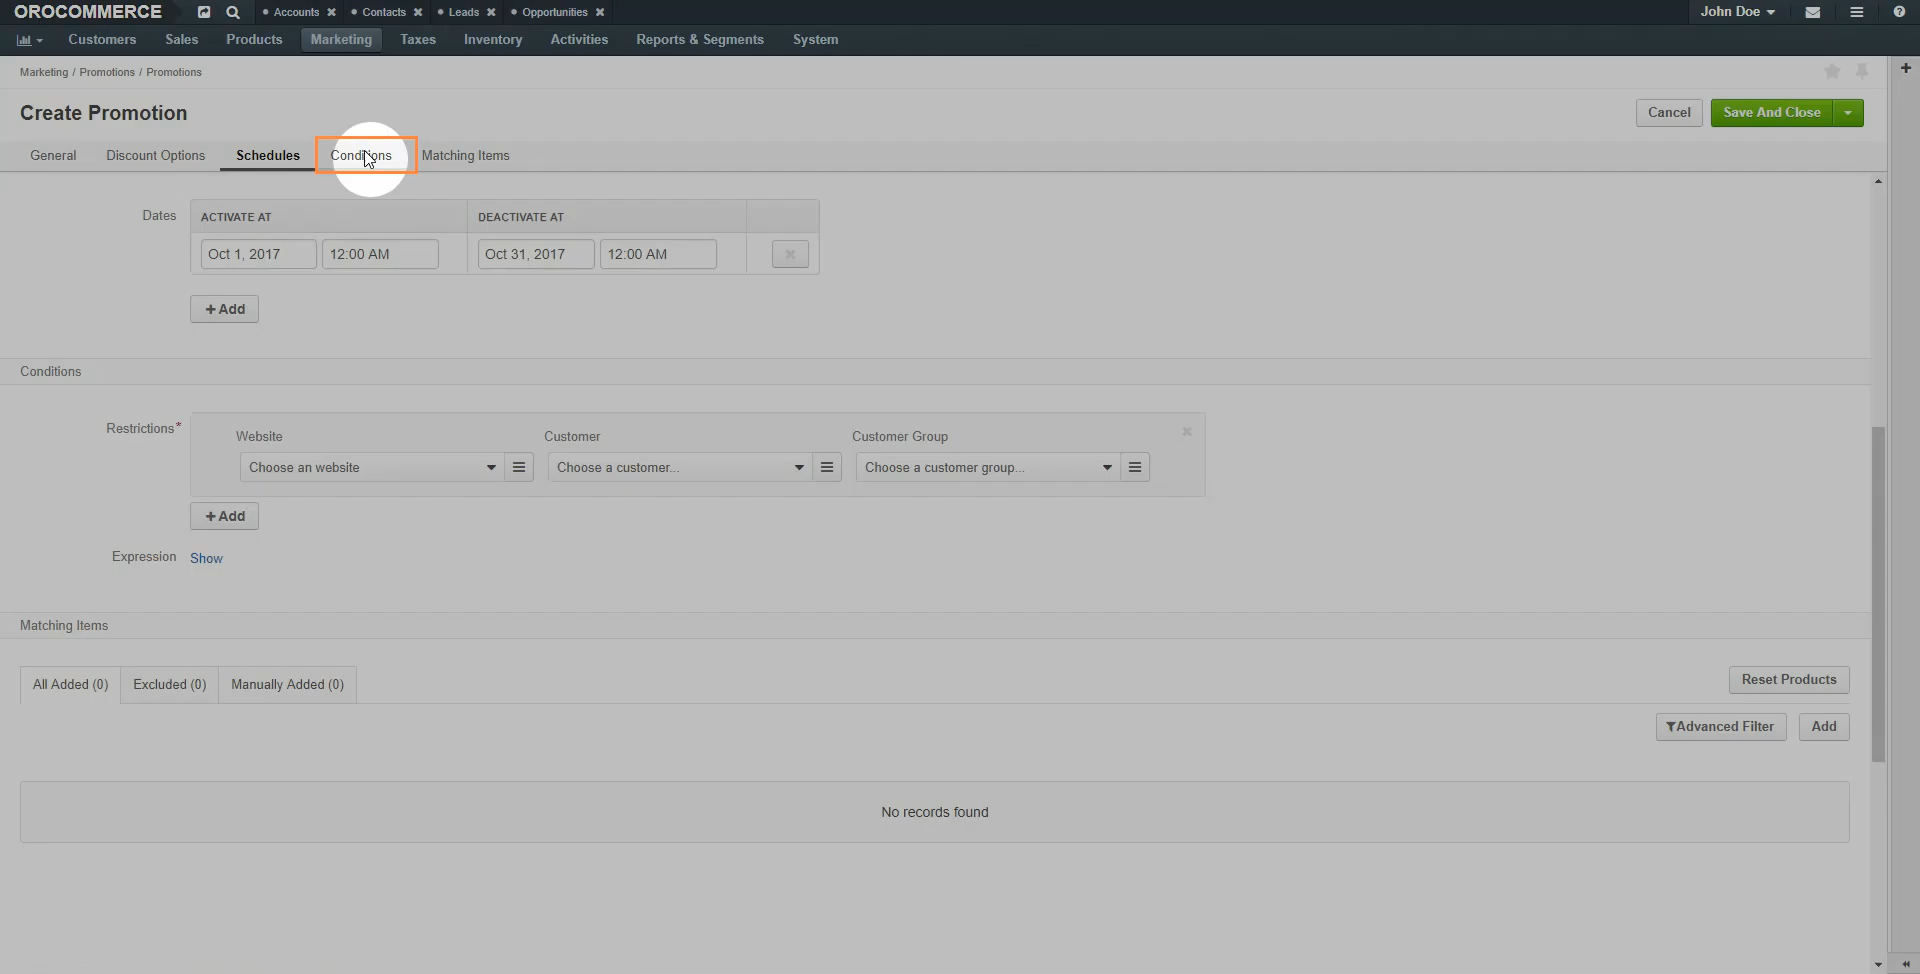 OROCOMMERCE Accounts Contacts Leads Opportunities John Doe
Customers Sales Products Marketing Taxes Inventory Activities Reports & Segments System
Marketing / Promotions / Promotions
Create Promotion Cancel Save And Close
General Discount Options Schedules Conditions Matching Items
Dates ACTIVATE AT DEACTIVATE AT
Oct 1, 2017 12:00 AM Oct 31, 2017 12:00 AM
+ Add
Conditions
Restrictions* Website Customer Customer Group
Choose an website Choose a customer... Choose a customer group...
+ Add
Expression Show
Matching Items
All Added (0) Excluded (0) Manually Added (0) Reset Products
Advanced Filter Add
No records found